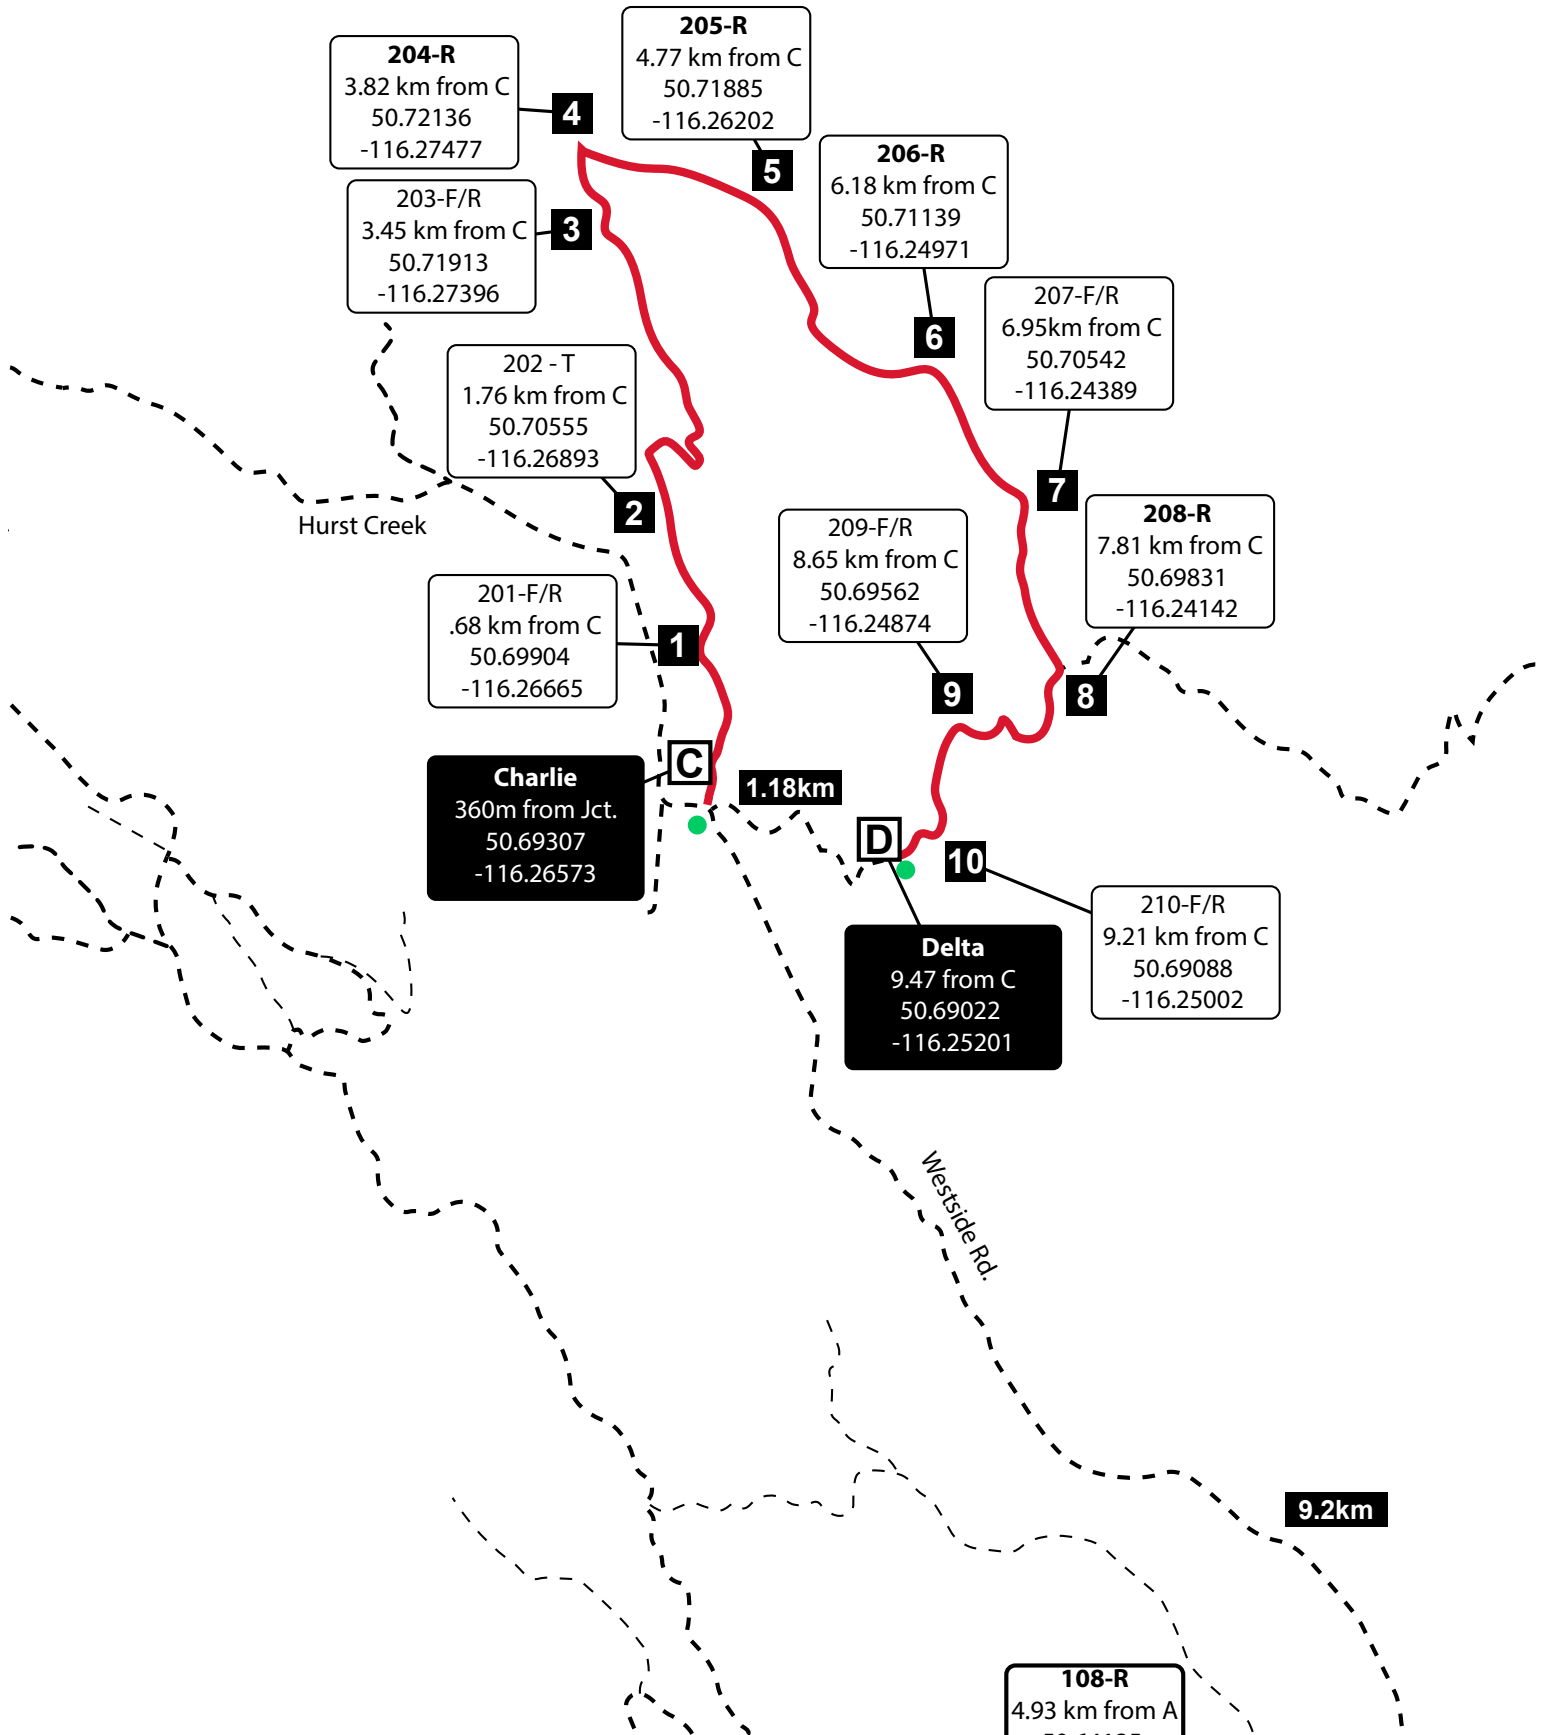 205-R
4.77 km from C
50.71885
-116.26202
204-R
3.82 km from C
50.72136
-116.27477
4
5
206-R
6.18 km from C
50.71139
-116.24971
203-F/R
3.45 km from C
50.71913
-116.27396
3
6
207-F/R
6.95km from C
50.70542
-116.24389
202 - T
1.76 km from C
50.70555
-116.26893
2
7
Hurst Creek
208-R
7.81 km from C
50.69831
-116.24142
209-F/R
8.65 km from C
50.69562
-116.24874
201-F/R
.68 km from C
50.69904
-116.26665
1
9
8
C
Charlie
360m from Jct.
50.69307
-116.26573
1.18km
D
10
210-F/R
9.21 km from C
50.69088
-116.25002
Delta
9.47 from C
50.69022
-116.25201
Westside Rd.
9.2km
108-R
4.93 km from A